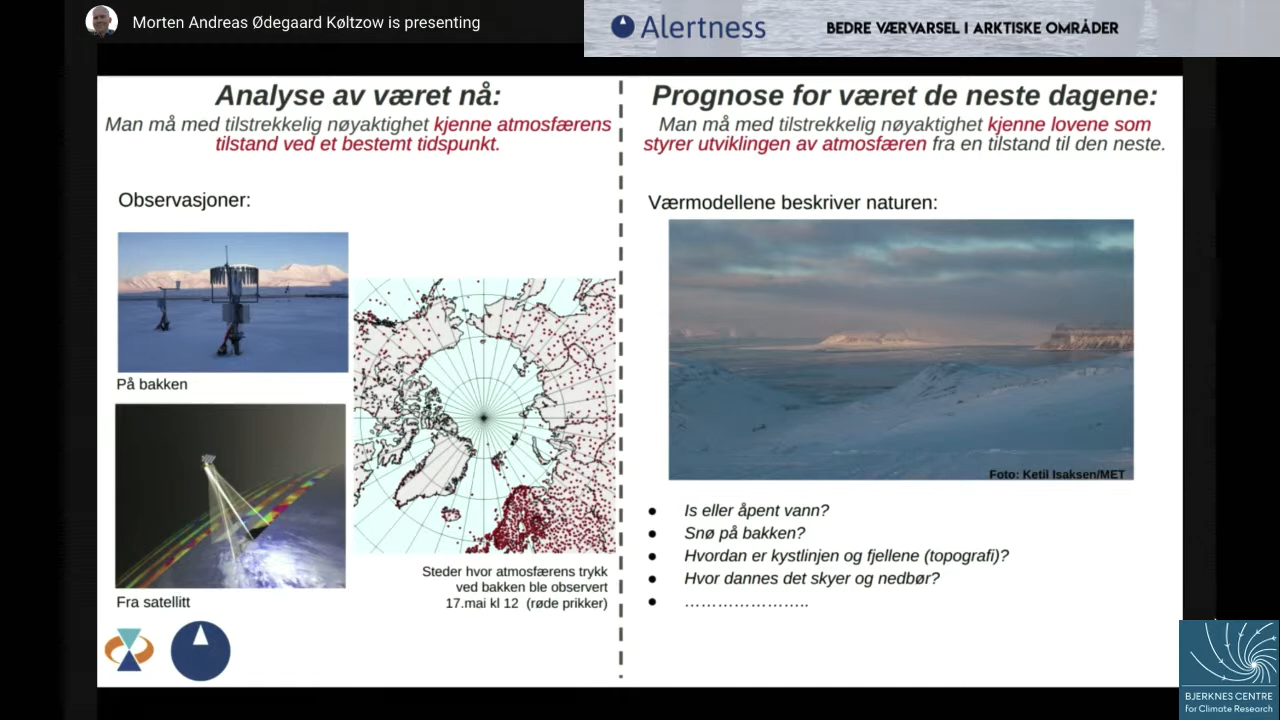 Morten Andreas Ødegaard Køltzow is presenting
Alertness
BEDRE VÆRVARSEL I ARKTISKE OMRÅDER
Analyse av været nå:
Man må med tilstrekkelig nøyaktighet kjenne atmosfærens
tilstand ved et bestemt tidspunkt.
Observasjoner:
På bakken
Fra satellitt
Steder hvor atmosfærens trykk
ved bakken ble observert
17.mai kl 12 (røde prikker)
Prognose for været de neste dagene:
Man må med tilstrekkelig nøyaktighet kjenne lovene som
styrer utviklingen av atmosfæren fra en tilstand til den neste.
Værmodellene beskriver naturen:
Foto: Ketil Isaksen/MET
● Is eller åpent vann?
● Snø på bakken?
● Hvordan er kystlinjen og fjellene (topografi)?
● Hvor dannes det skyer og nedbør?
● …………………..
BJERKNES CENTRE
for Climate Research